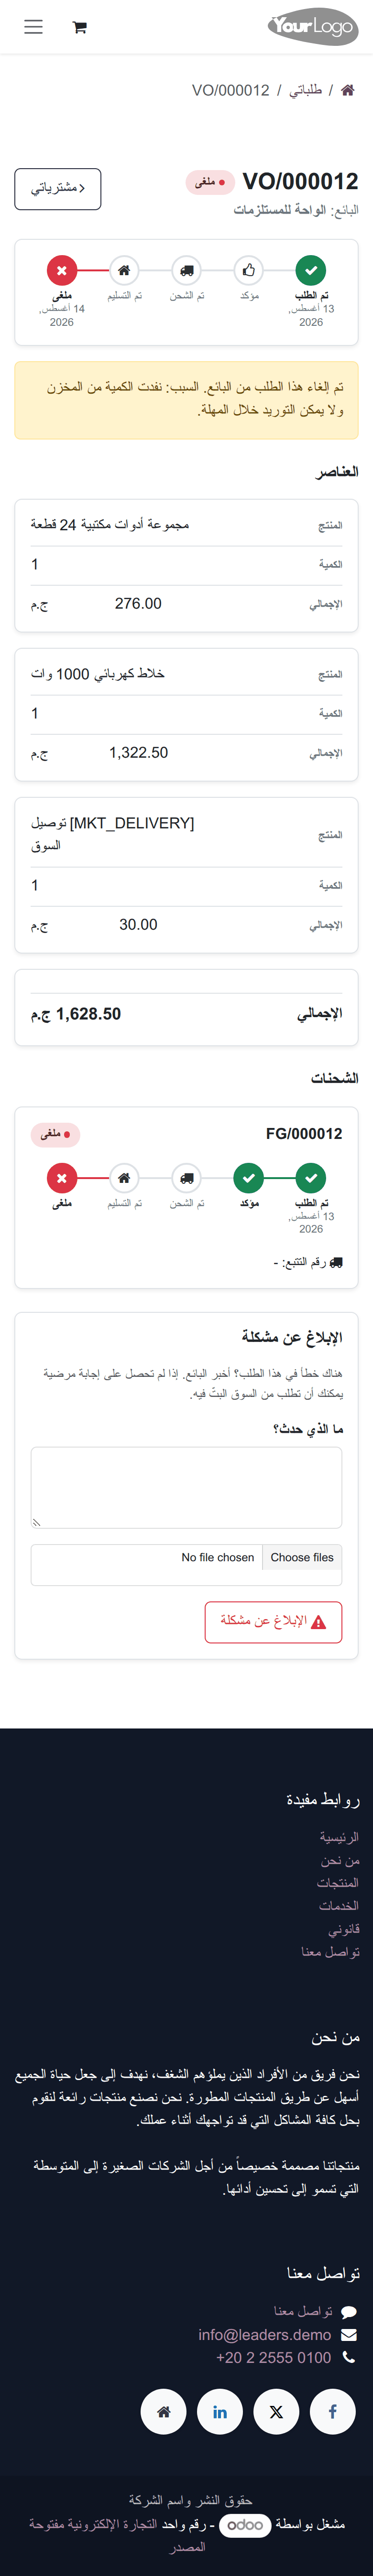 YourLogo
/ طلباتي / VO/000012
VO/000012
ملغى
مشترياتي
البائع: الواحة للمستلزمات
تم الطلب
13 أغسطس, 2026
مؤكد
تم الشحن
تم التسليم
ملغى
14 أغسطس, 2026
تم إلغاء هذا الطلب من البائع. السبب: نفدت الكمية من المخزن
ولا يمكن التوريد خلال المهلة.
العناصر
المنتج
مجموعة أدوات مكتبية 24 قطعة
الكمية
1
الإجمالي
276.00 ج.م
المنتج
خلاط كهربائي 1000 وات
الكمية
1
الإجمالي
1,322.50 ج.م
المنتج
[MKT_DELIVERY] توصيل
السوق
الكمية
1
الإجمالي
30.00 ج.م
الإجمالي
1,628.50 ج.م
الشحنات
FG/000012
ملغى
تم الطلب
13 أغسطس, 2026
مؤكد
تم الشحن
تم التسليم
ملغى
رقم التتبع: -
الإبلاغ عن مشكلة
هناك خطأ في هذا الطلب؟ أخبر البائع. إذا لم تحصل على إجابة مرضية
يمكنك أن تطلب من السوق البتّ فيه.
ما الذي حدث؟
Choose files No file chosen
الإبلاغ عن مشكلة
روابط مفيدة
الرئيسية
من نحن
المنتجات
الخدمات
قانوني
تواصل معنا
من نحن
نحن فريق من الأفراد الذين يملؤهم الشغف، نهدف إلى جعل حياة الجميع
أسهل عن طريق المنتجات المطورة. نحن نصنع منتجات رائعة لنقوم
بحل كافة المشاكل التي قد تواجهك أثناء عملك.
منتجاتنا مصممة خصيصاً من أجل الشركات الصغيرة إلى المتوسطة
التي تسمو إلى تحسين أدائها.
تواصل معنا
تواصل معنا
info@leaders.demo
+20 2 2555 0100
حقوق النشر واسم الشركة
مشغل بواسطة odoo - رقم واحد التجارة الإلكترونية مفتوحة
المصدر